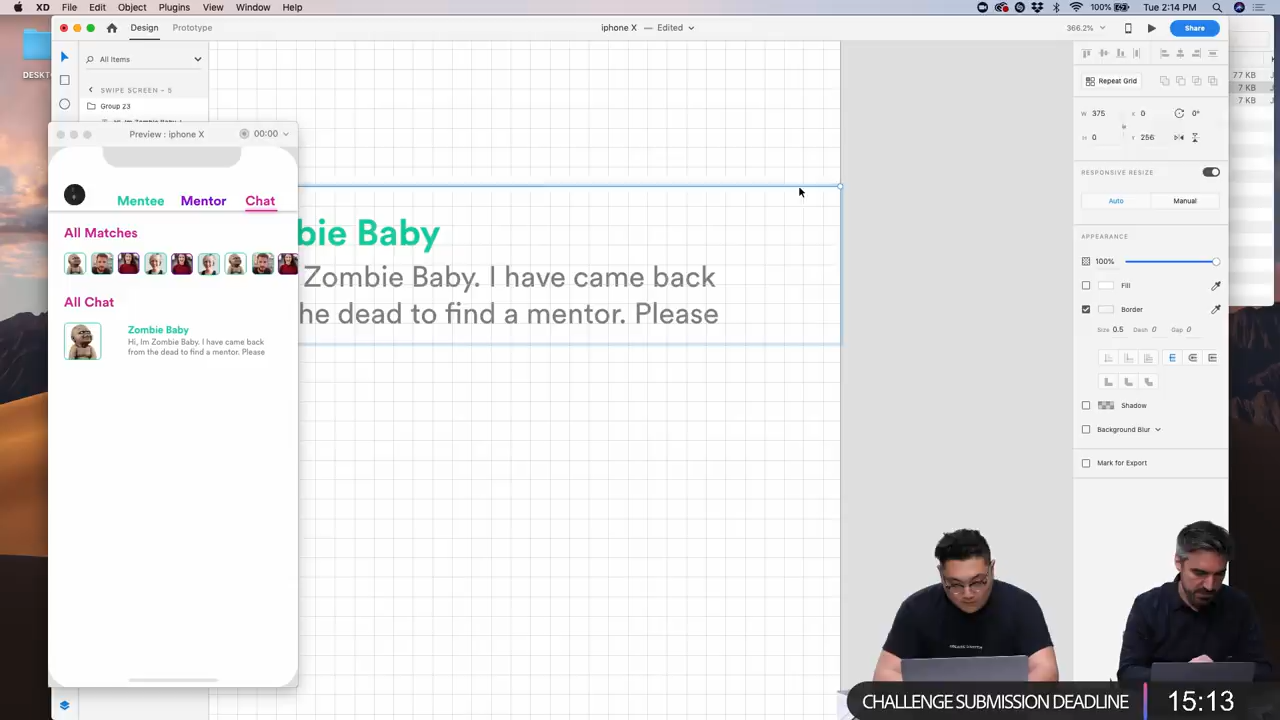 XD File Edit Object Plugins View Window Help
100% Tue 2:14 PM
Design Prototype
iphone X — Edited
366.2%
Share
DESKT
All Items
SWIPE SCREEN – 5
Group 23
77 KB
7 KB
7 KB
Repeat Grid
W 375 X 0 0°
H 0 Y 256
RESPONSIVE RESIZE
Auto Manual
APPEARANCE
100%
Fill
Border
Size 0.5 Dash 0 Gap 0
Shadow
Background Blur
Mark for Export
Preview : iphone X 00:00
Mentee Mentor Chat
All Matches
All Chat
Zombie Baby
Hi, Im Zombie Baby. I have came back
from the dead to find a mentor. Please
bie Baby
Zombie Baby. I have came back
he dead to find a mentor. Please
CHALLENGE SUBMISSION DEADLINE 15:13